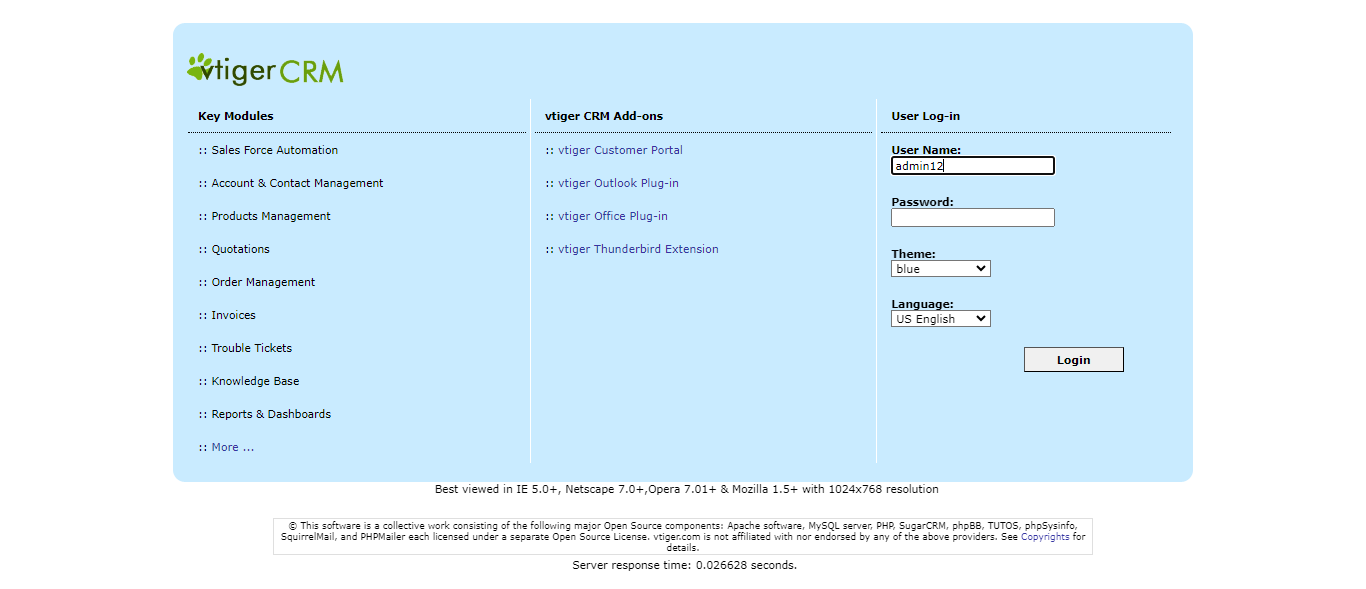 vtiger CRM
Key Modules
:: Sales Force Automation
:: Account & Contact Management
:: Products Management
:: Quotations
:: Order Management
:: Invoices
:: Trouble Tickets
:: Knowledge Base
:: Reports & Dashboards
:: More ...
vtiger CRM Add-ons
:: vtiger Customer Portal
:: vtiger Outlook Plug-in
:: vtiger Office Plug-in
:: vtiger Thunderbird Extension
User Log-in
User Name:
admin12
Password:
Theme:
blue
Language:
US English
Login
Best viewed in IE 5.0+, Netscape 7.0+,Opera 7.01+ & Mozilla 1.5+ with 1024x768 resolution
© This software is a collective work consisting of the following major Open Source components: Apache software, MySQL server, PHP, SugarCRM, phpBB, TUTOS, phpSysinfo,
SquirrelMail, and PHPMailer each licensed under a separate Open Source License. vtiger.com is not affiliated with nor endorsed by any of the above providers. See Copyrights for
details.
Server response time: 0.026628 seconds.